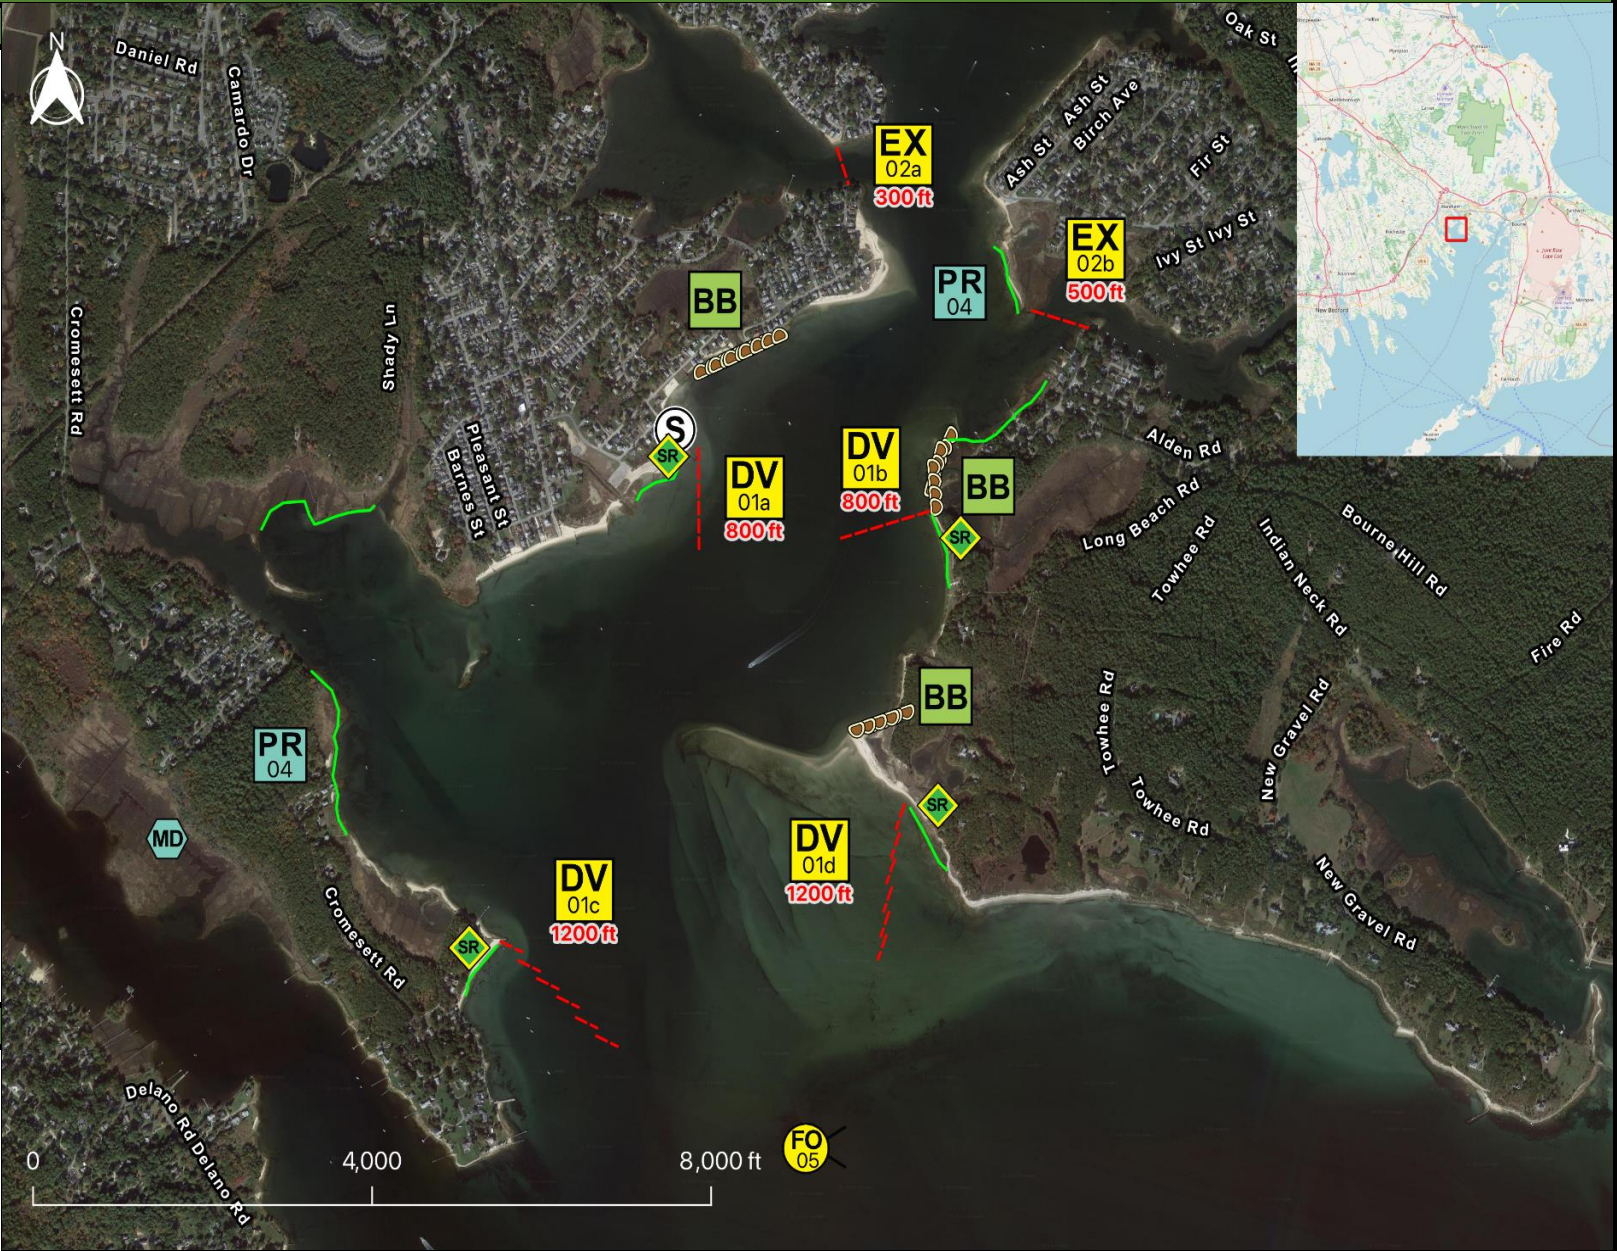 N
Daniel Rd
Camardo Dr
Oak St
Ash St
Ash St
Birch Ave
Fir St
Ivy St Ivy St
EX
02a
300 ft
EX
02b
500 ft
PR
04
BB
Cromesett Rd
Shady Ln
Pleasant St
Barnes St
S
SR
DV
01a
800 ft
DV
01b
800 ft
BB
SR
Alden Rd
Long Beach Rd
Towhee Rd
Indian Neck Rd
Bourne Hill Rd
Fire Rd
BB
Towhee Rd
New Gravel Rd
Towhee Rd
PR
04
MD
SR
DV
01d
1200 ft
DV
01c
1200 ft
SR
Cromesett Rd
New Gravel Rd
Delano Rd Delano Rd
FO
05
0
4,000
8,000 ft
New Bedford